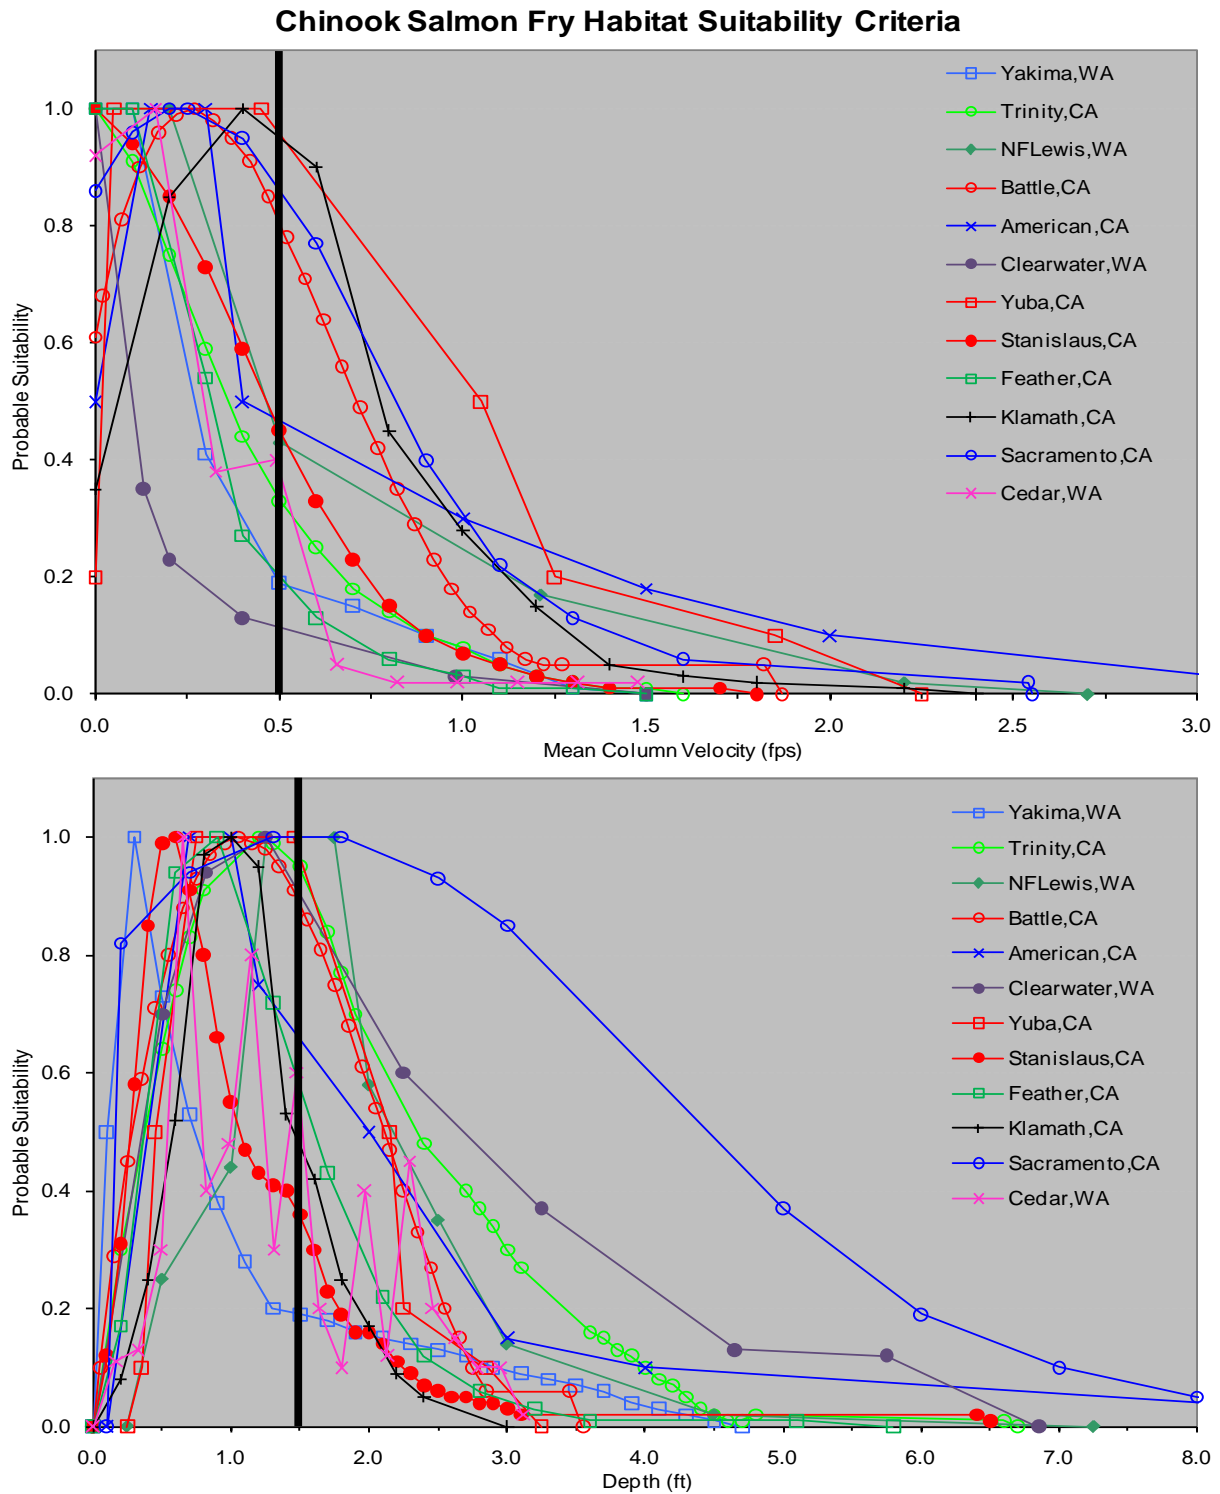 Chinook Salmon Fry Habitat Suitability Criteria
Probable Suitability
1.0
0.8
0.6
0.4
0.2
0.0
0.0 0.5 1.0 1.5 2.0 2.5 3.0
Mean Column Velocity (fps)
Yakima,WA
Trinity,CA
NFLewis,WA
Battle,CA
American,CA
Clearwater,WA
Yuba,CA
Stanislaus,CA
Feather,CA
Klamath,CA
Sacramento,CA
Cedar,WA
Probable Suitability
1.0
0.8
0.6
0.4
0.2
0.0
0.0 1.0 2.0 3.0 4.0 5.0 6.0 7.0 8.0
Depth (ft)
Yakima,WA
Trinity,CA
NFLewis,WA
Battle,CA
American,CA
Clearwater,WA
Yuba,CA
Stanislaus,CA
Feather,CA
Klamath,CA
Sacramento,CA
Cedar,WA